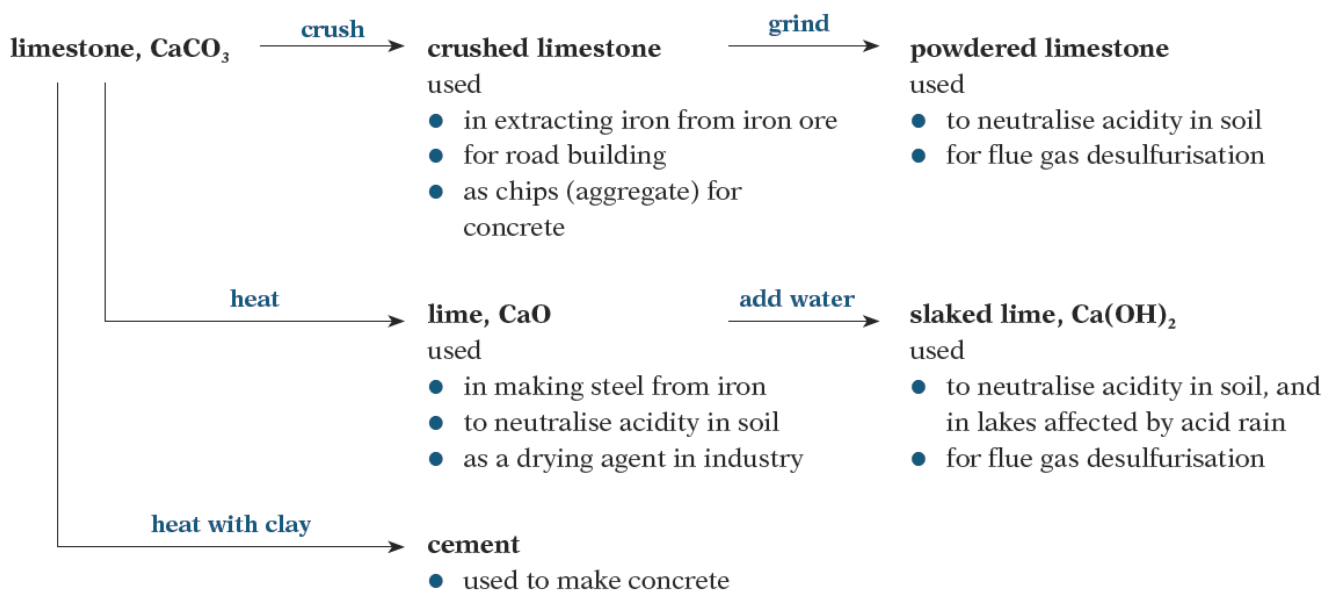 limestone, CaCO₃
crush
crushed limestone
used
● in extracting iron from iron ore
● for road building
● as chips (aggregate) for
concrete
grind
powdered limestone
used
● to neutralise acidity in soil
● for flue gas desulfurisation
heat
lime, CaO
used
● in making steel from iron
● to neutralise acidity in soil
● as a drying agent in industry
add water
slaked lime, Ca(OH)₂
used
● to neutralise acidity in soil, and
in lakes affected by acid rain
● for flue gas desulfurisation
heat with clay
cement
● used to make concrete